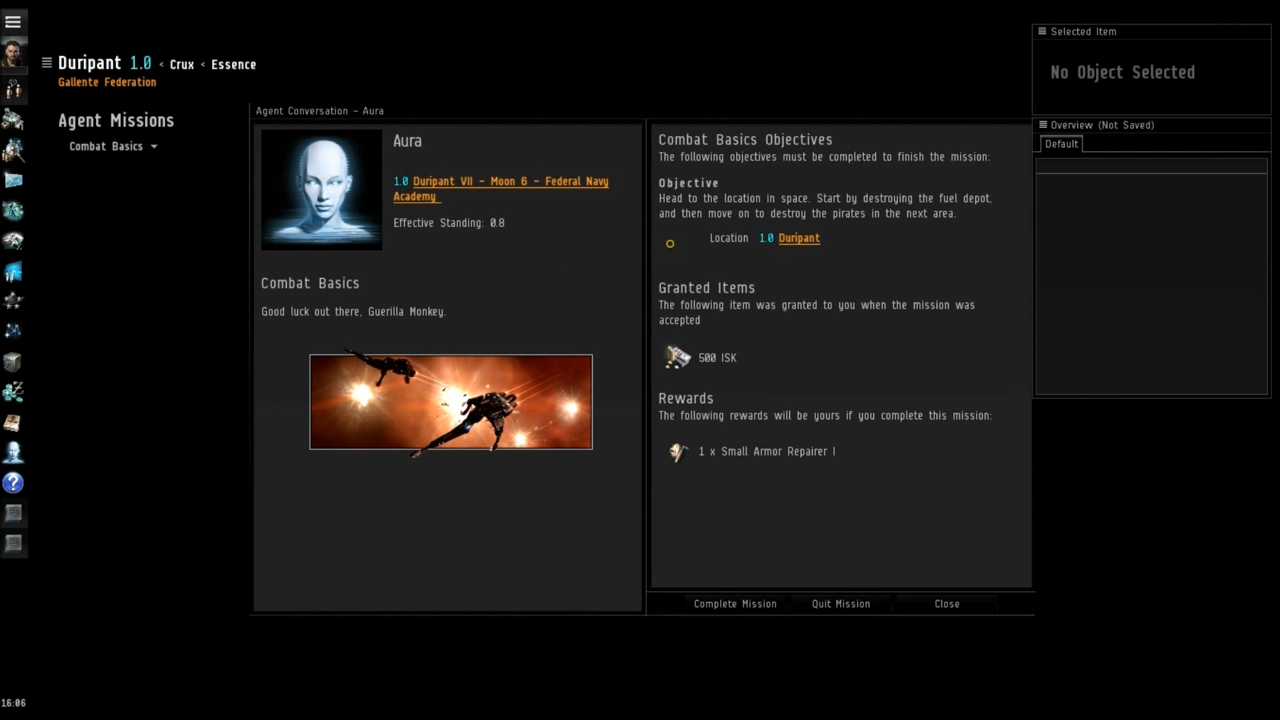 Duripant 1.0 < Crux < Essence
Gallente Federation
Agent Missions
Combat Basics
Agent Conversation - Aura
Aura
1.0 Duripant VII - Moon 6 - Federal Navy
Academy
Effective Standing: 0.8
Combat Basics
Good luck out there, Guerilla Monkey.
Combat Basics Objectives
The following objectives must be completed to finish the mission:
Objective
Head to the location in space. Start by destroying the fuel depot,
and then move on to destroy the pirates in the next area.
Location 1.0 Duripant
Granted Items
The following item was granted to you when the mission was
accepted
500 ISK
Rewards
The following rewards will be yours if you complete this mission:
1 x Small Armor Repairer I
Complete Mission Quit Mission Close
Selected Item
No Object Selected
Overview (Not Saved)
Default
16:06